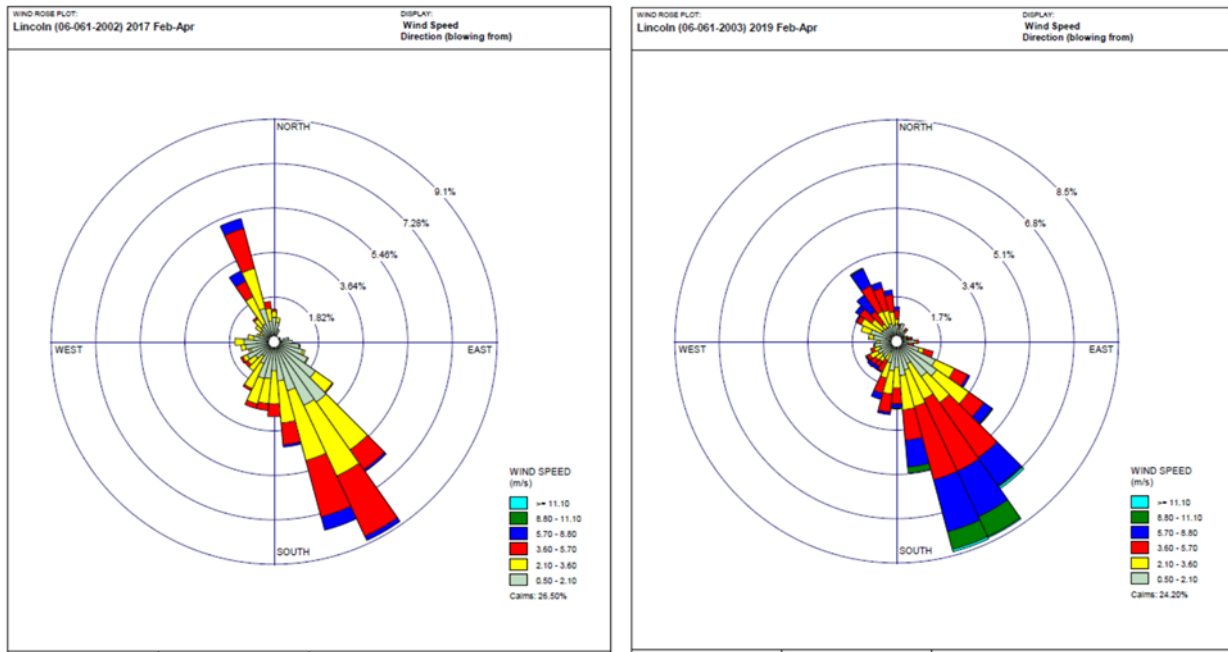 WIND ROSE PLOT:
Lincoln (06-061-2002) 2017 Feb-Apr
DISPLAY:
Wind Speed
Direction (blowing from)
NORTH
9.1%
7.28%
5.46%
3.64%
1.82%
WEST
EAST
SOUTH
WIND SPEED
(m/s)
>= 11.10
8.80 - 11.10
5.70 - 8.80
3.60 - 5.70
2.10 - 3.60
0.50 - 2.10
Calms: 26.50%
WIND ROSE PLOT:
Lincoln (06-061-2003) 2019 Feb-Apr
DISPLAY:
Wind Speed
Direction (blowing from)
NORTH
8.5%
6.8%
5.1%
3.4%
1.7%
WEST
EAST
SOUTH
WIND SPEED
(m/s)
>= 11.10
8.80 - 11.10
5.70 - 8.80
3.60 - 5.70
2.10 - 3.60
0.50 - 2.10
Calms: 24.20%